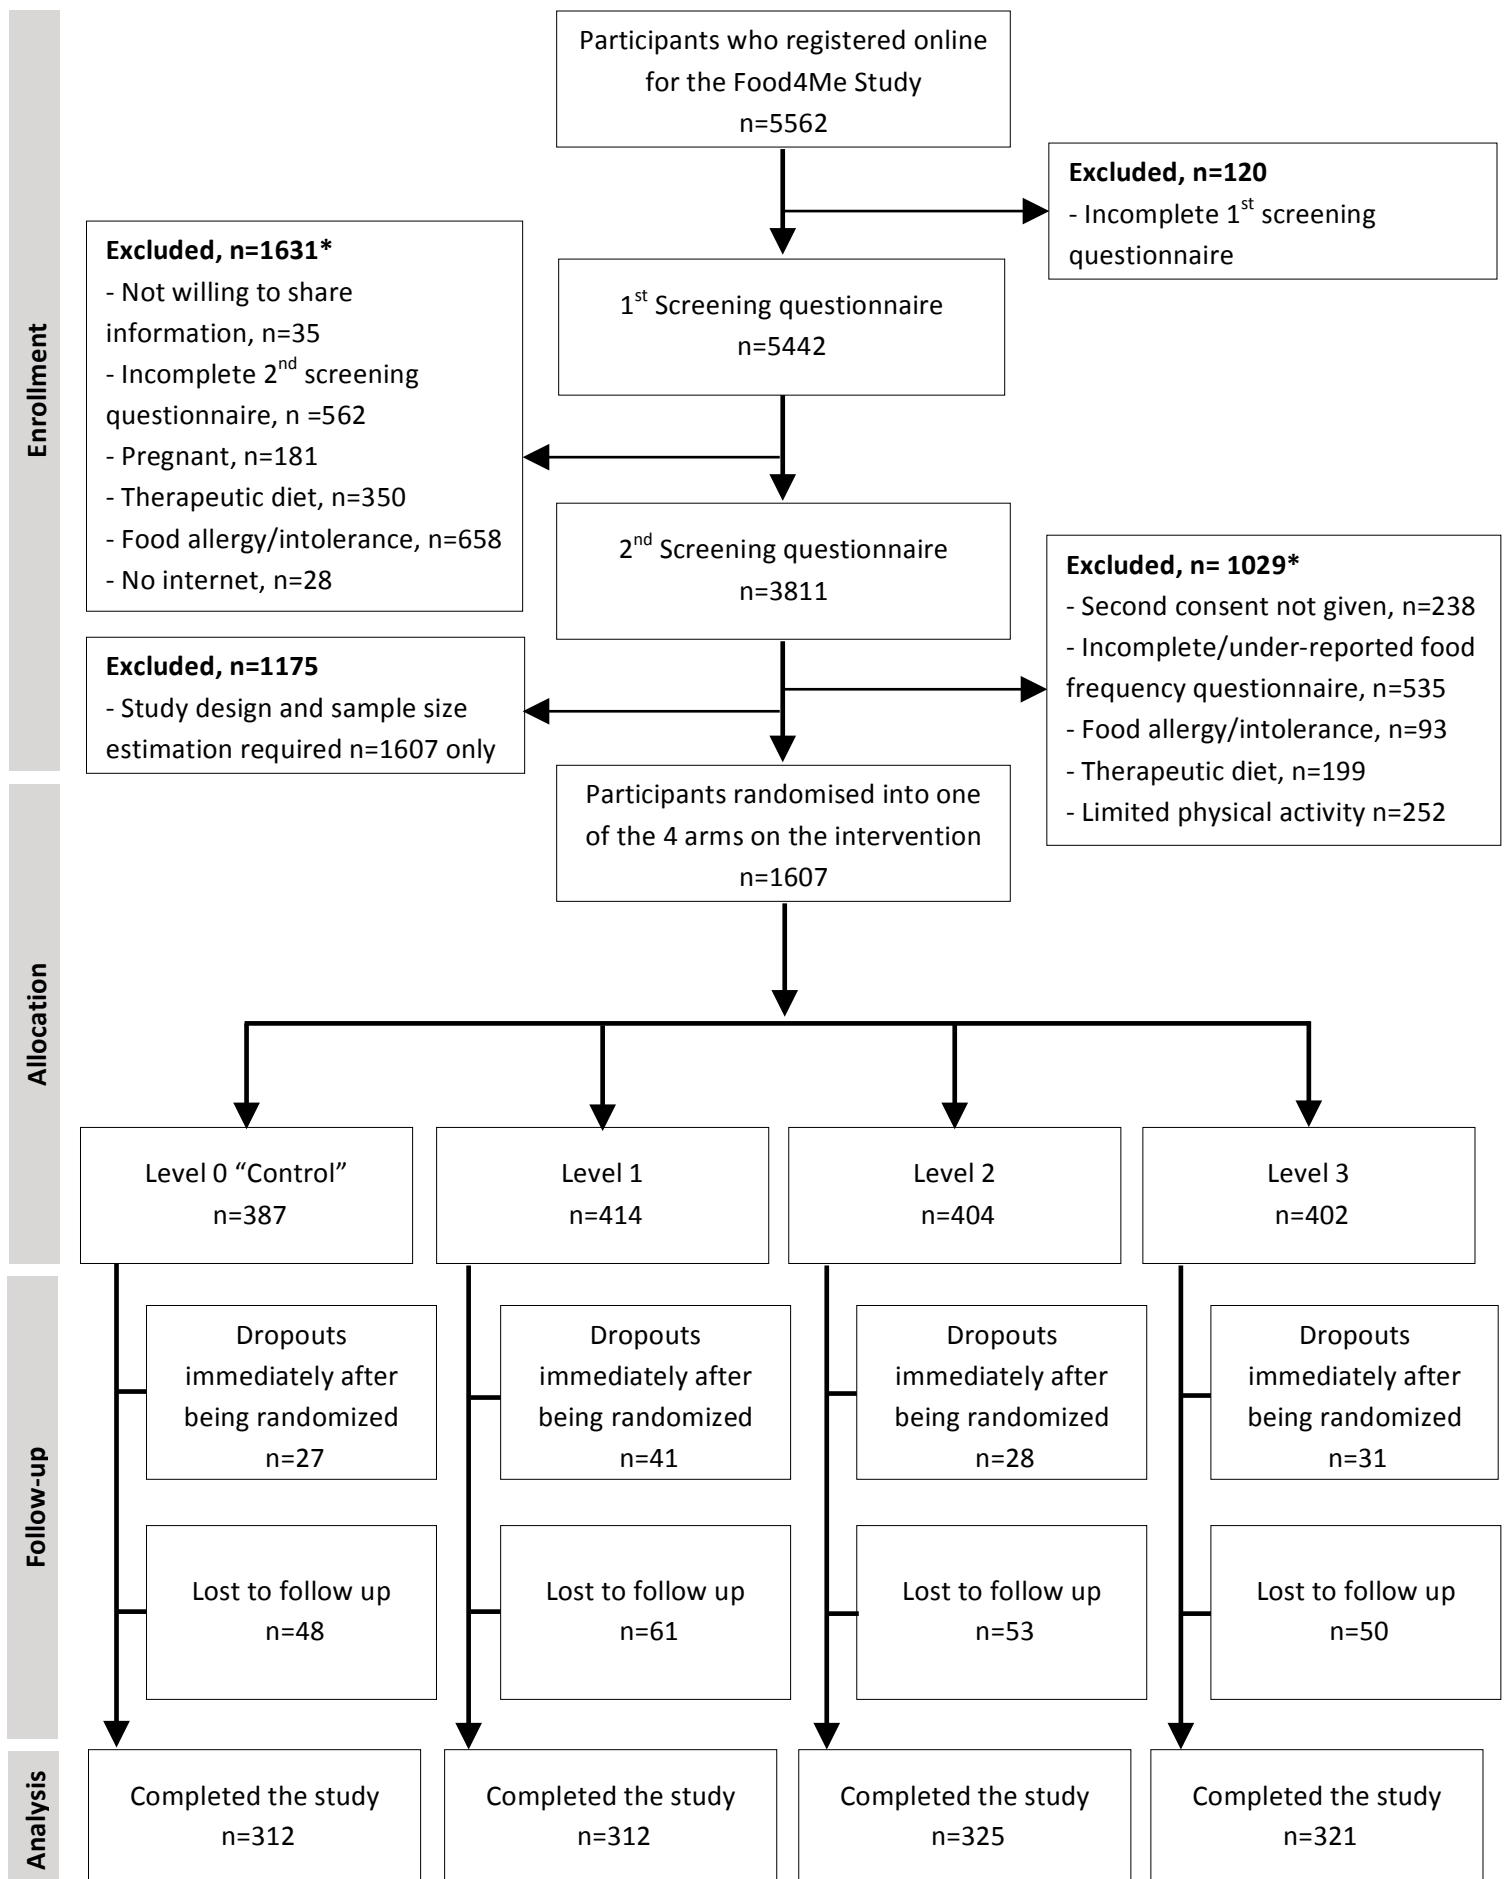 Participants who registered online
for the Food4Me Study
n=5562
Excluded, n=120
- Incomplete 1st screening
questionnaire
Enrollment
Excluded, n=1631*
- Not willing to share
information, n=35
- Incomplete 2nd screening
questionnaire, n =562
- Pregnant, n=181
- Therapeutic diet, n=350
- Food allergy/intolerance, n=658
- No internet, n=28
1st Screening questionnaire
n=5442
2nd Screening questionnaire
n=3811
Excluded, n= 1029*
- Second consent not given, n=238
- Incomplete/under-reported food
frequency questionnaire, n=535
- Food allergy/intolerance, n=93
- Therapeutic diet, n=199
- Limited physical activity n=252
Excluded, n=1175
- Study design and sample size
estimation required n=1607 only
Participants randomised into one
of the 4 arms on the intervention
n=1607
Allocation
Level 0 “Control”
n=387
Level 1
n=414
Level 2
n=404
Level 3
n=402
Follow-up
Dropouts
immediately after
being randomized
n=27
Dropouts
immediately after
being randomized
n=41
Dropouts
immediately after
being randomized
n=28
Dropouts
immediately after
being randomized
n=31
Lost to follow up
n=48
Lost to follow up
n=61
Lost to follow up
n=53
Lost to follow up
n=50
Analysis
Completed the study
n=312
Completed the study
n=312
Completed the study
n=325
Completed the study
n=321